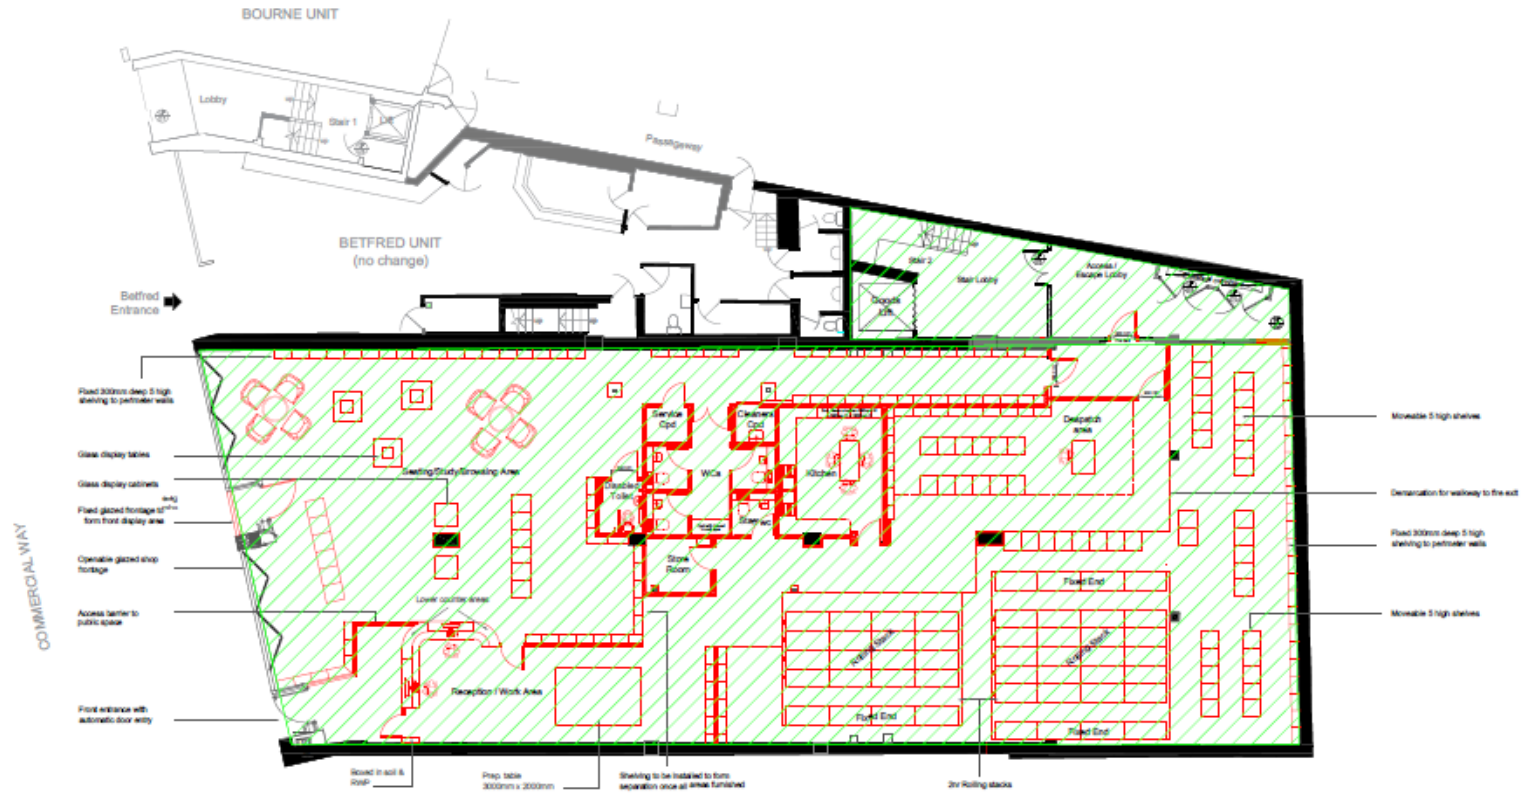 BOURNE UNIT
Lobby
Stair 1
Lift
Passageway
BETFRED UNIT
(no change)
Betfred
Entrance
Stair 2
Stair Lobby
Access /
Escape Lobby
Goods
Lift
Fixed 300mm deep 5 high
shelving to perimeter walls
Glass display tables
Glass display cabinets
Fixed glazed frontage to
form front display area
Openable glazed shop
frontage
Access barrier to
public space
Front entrance with
automatic door entry
COMMERCIAL WAY
Seating/Study/Browsing Area
Service
Cpd
Cleaners
Cpd
WCs
Disabled
Toilet
Staff WC
Kitchen
Despatch
area
Store
Room
Lower counter areas
Reception / Work Area
Rolling Stack
Fixed End
Fixed End
Rolling Stack
Fixed End
Moveable 5 high shelves
Demarcation for walkway to fire exit
Fixed 300mm deep 5 high
shelving to perimeter walls
Moveable 5 high shelves
Boxed in soil &
RWP
Prep. table
3000mm x 2000mm
Shelving to be installed to form
separation once all areas furnished
2nr Rolling stacks